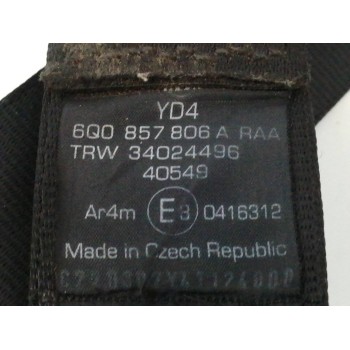 YD4
6Q0 857 806 A RAA
TRW 34024496
40549
Ar4m E3 0416312
Made in Czech Republic